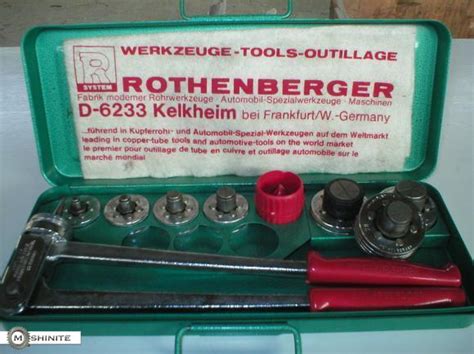 WERKZEUGE-TOOLS-OUTILLAGE
R
SYSTEM
ROTHENBERGER
Fabrik moderner Rohrwerkzeuge · Automobil-Spezialwerkzeuge · Maschinen
D-6233 Kelkheim bei Frankfurt/W.-Germany
...führend in Kupferrohr- und Automobil-Spezial-Werkzeugen auf dem Weltmarkt
leading in copper-tube tools and automotive-tools on the world market
le premier pour outillage de tube en cuivre et outillage automobile sur le
marché mondial
M SHINITE